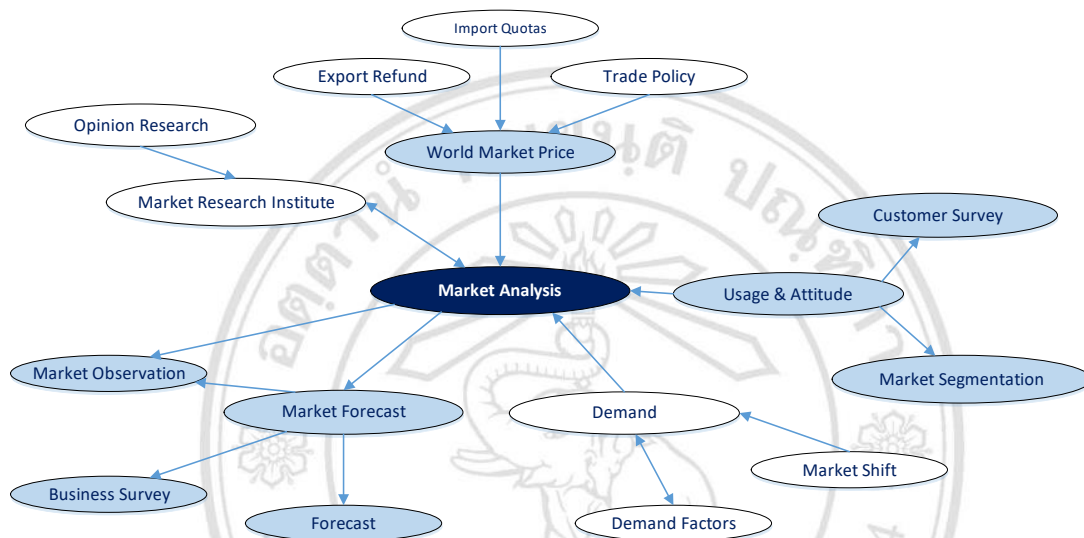 Import Quotas
Export Refund
Trade Policy
Opinion Research
World Market Price
Market Research Institute
Customer Survey
Market Analysis
Usage & Attitude
Market Observation
Market Segmentation
Market Forecast
Demand
Market Shift
Business Survey
Forecast
Demand Factors